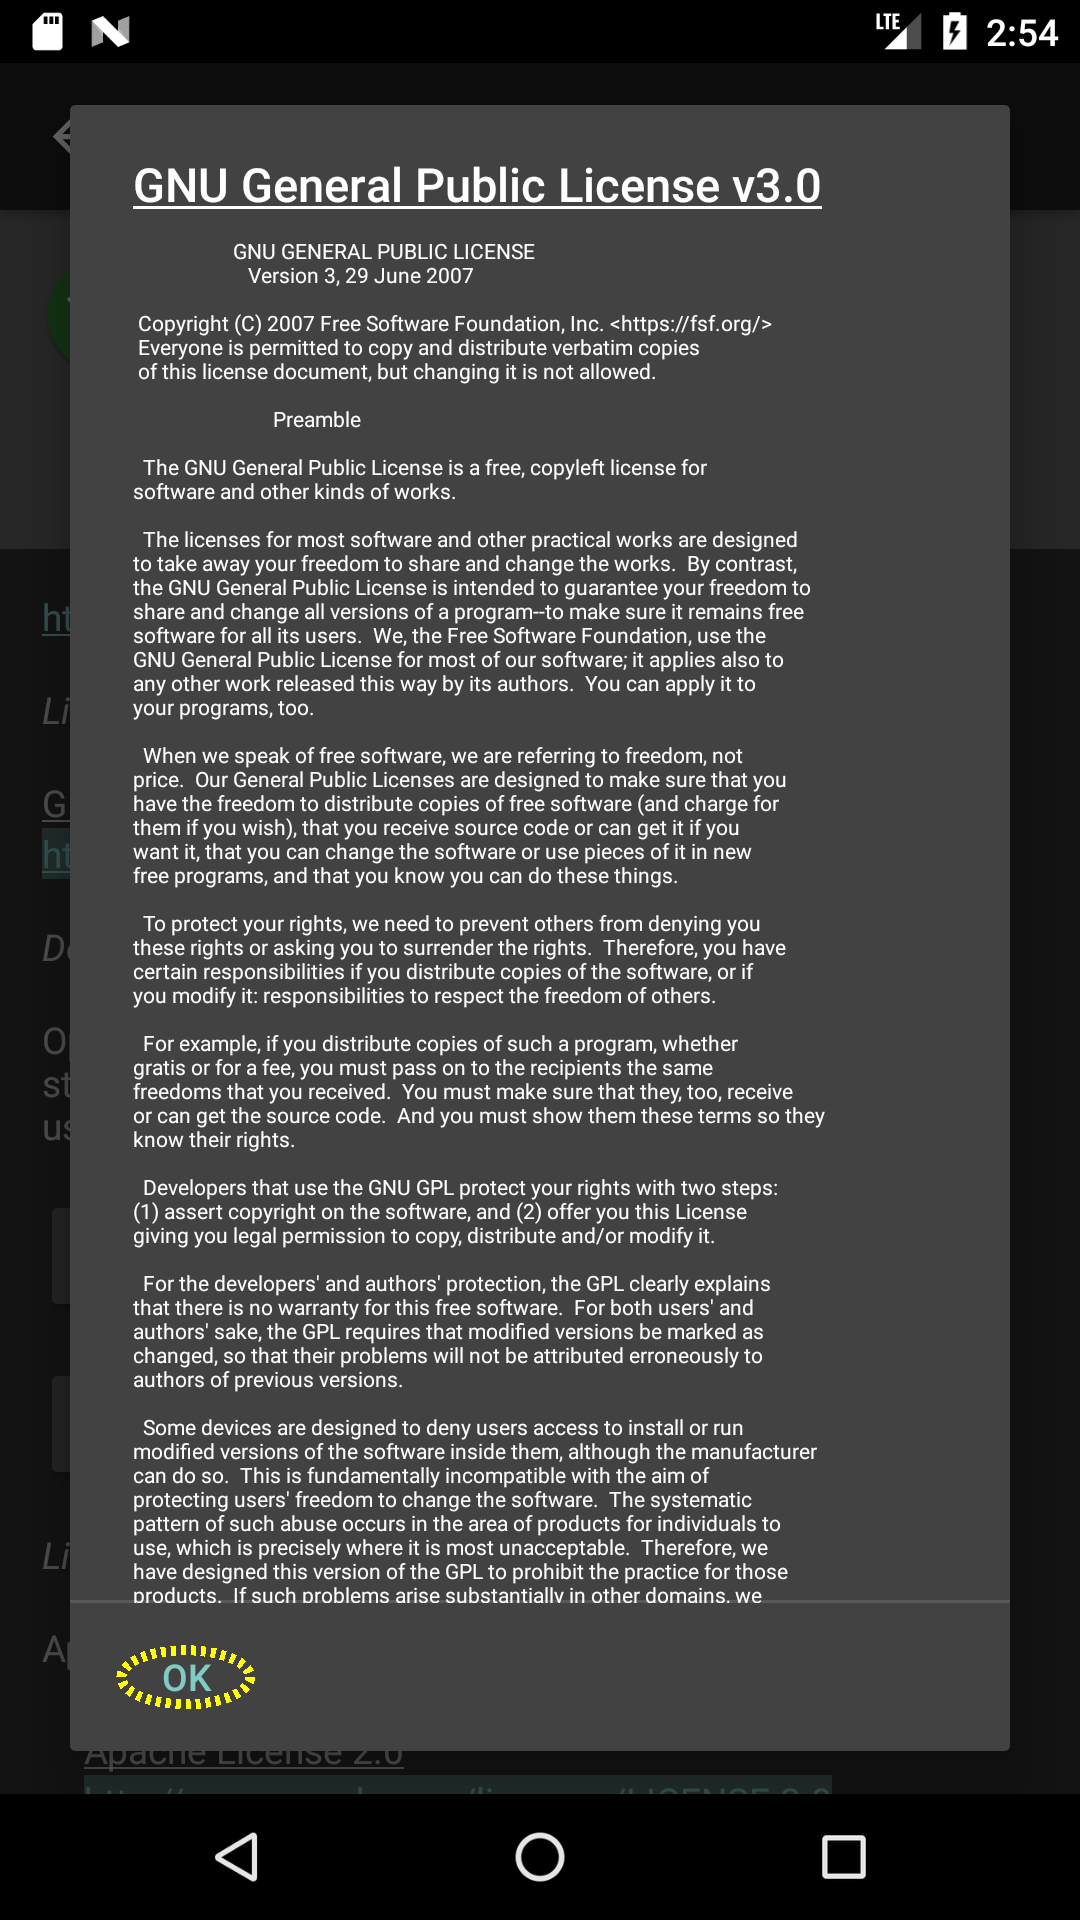 LTE 2:54
GNU General Public License v3.0
GNU GENERAL PUBLIC LICENSE
Version 3, 29 June 2007
Copyright (C) 2007 Free Software Foundation, Inc. <https://fsf.org/>
Everyone is permitted to copy and distribute verbatim copies
of this license document, but changing it is not allowed.
Preamble
The GNU General Public License is a free, copyleft license for
software and other kinds of works.
The licenses for most software and other practical works are designed
to take away your freedom to share and change the works.  By contrast,
the GNU General Public License is intended to guarantee your freedom to
share and change all versions of a program--to make sure it remains free
software for all its users.  We, the Free Software Foundation, use the
GNU General Public License for most of our software; it applies also to
any other work released this way by its authors.  You can apply it to
your programs, too.
When we speak of free software, we are referring to freedom, not
price.  Our General Public Licenses are designed to make sure that you
have the freedom to distribute copies of free software (and charge for
them if you wish), that you receive source code or can get it if you
want it, that you can change the software or use pieces of it in new
free programs, and that you know you can do these things.
To protect your rights, we need to prevent others from denying you
these rights or asking you to surrender the rights.  Therefore, you have
certain responsibilities if you distribute copies of the software, or if
you modify it: responsibilities to respect the freedom of others.
For example, if you distribute copies of such a program, whether
gratis or for a fee, you must pass on to the recipients the same
freedoms that you received.  You must make sure that they, too, receive
or can get the source code.  And you must show them these terms so they
know their rights.
Developers that use the GNU GPL protect your rights with two steps:
(1) assert copyright on the software, and (2) offer you this License
giving you legal permission to copy, distribute and/or modify it.
For the developers' and authors' protection, the GPL clearly explains
that there is no warranty for this free software.  For both users' and
authors' sake, the GPL requires that modified versions be marked as
changed, so that their problems will not be attributed erroneously to
authors of previous versions.
Some devices are designed to deny users access to install or run
modified versions of the software inside them, although the manufacturer
can do so.  This is fundamentally incompatible with the aim of
protecting users' freedom to change the software.  The systematic
pattern of such abuse occurs in the area of products for individuals to
use, which is precisely where it is most unacceptable.  Therefore, we
have designed this version of the GPL to prohibit the practice for those
products.  If such problems arise substantially in other domains, we
OK
Apache License 2.0